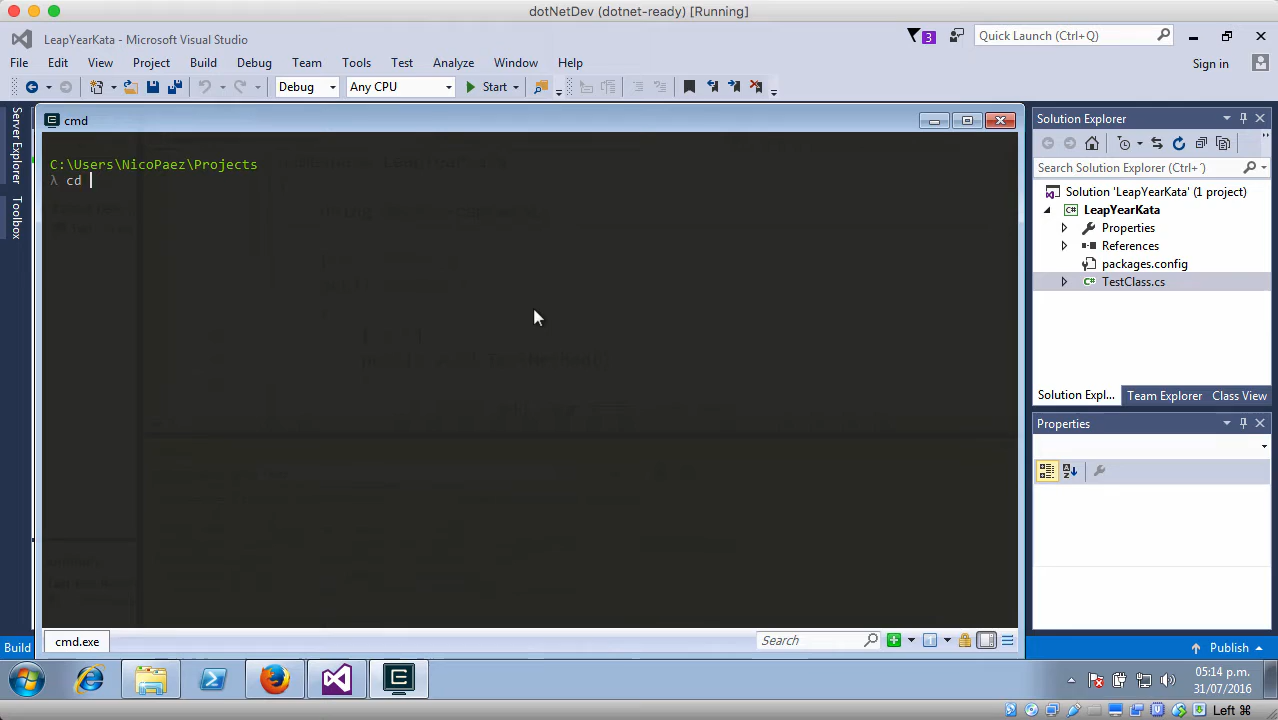 dotNetDev (dotnet-ready) [Running]
LeapYearKata - Microsoft Visual Studio
3
Quick Launch (Ctrl+Q)
File Edit View Project Build Debug Team Tools Test Analyze Window Help
Sign in
Debug
Any CPU
Start
Server Explorer
Toolbox
cmd
C:\Users\NicoPaez\Projects
λ cd
cmd.exe
Search
Solution Explorer
Search Solution Explorer (Ctrl+´)
Solution 'LeapYearKata' (1 project)
LeapYearKata
Properties
References
packages.config
TestClass.cs
Solution Expl...
Team Explorer
Class View
Properties
Build
Publish
05:14 p.m.
31/07/2016
Left ⌘